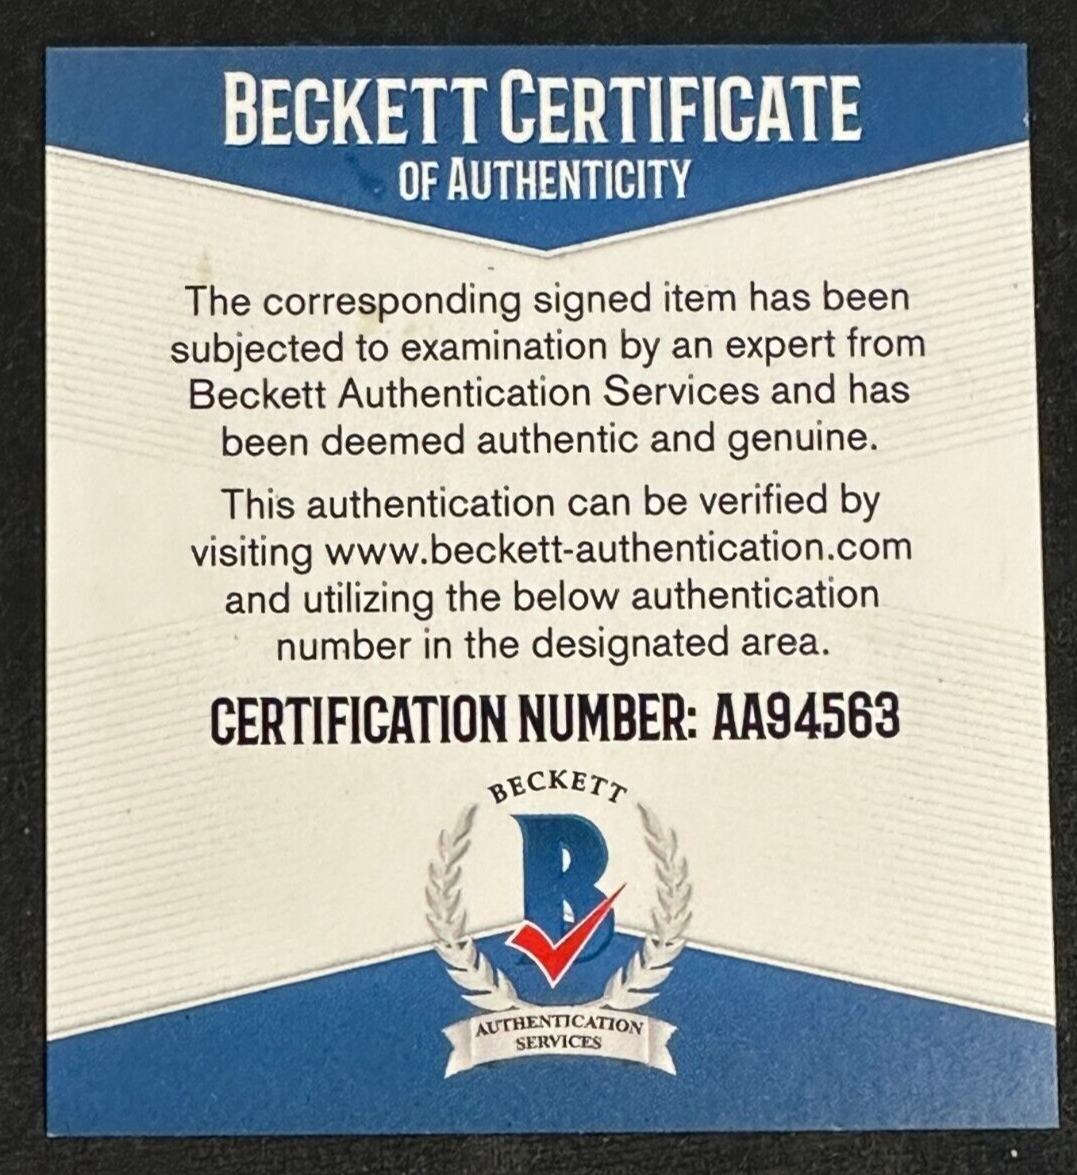 BECKETT CERTIFICATE
OF AUTHENTICITY
The corresponding signed item has been
subjected to examination by an expert from
Beckett Authentication Services and has
been deemed authentic and genuine.
This authentication can be verified by
visiting www.beckett-authentication.com
and utilizing the below authentication
number in the designated area.
CERTIFICATION NUMBER: AA94563
BECKETT
B
AUTHENTICATION
SERVICES